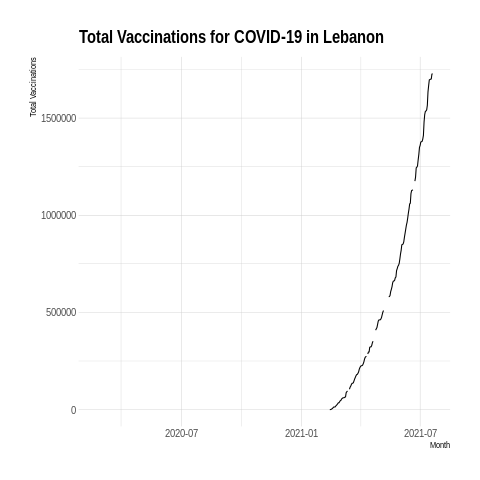 Total Vaccinations for COVID-19 in Lebanon
Total Vaccinations
1500000
1000000
500000
0
2020-07
2021-01
2021-07
Month